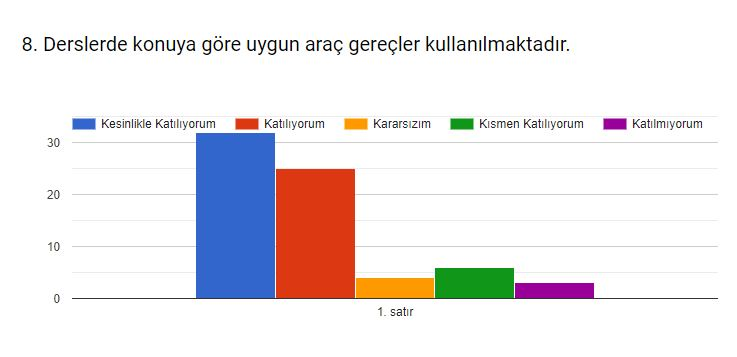 8. Derslerde konuya göre uygun araç gereçler kullanılmaktadır.
Kesinlikle Katılıyorum Katılıyorum Kararsızım Kısmen Katılıyorum Katılmıyorum
30
20
10
0
1. satır